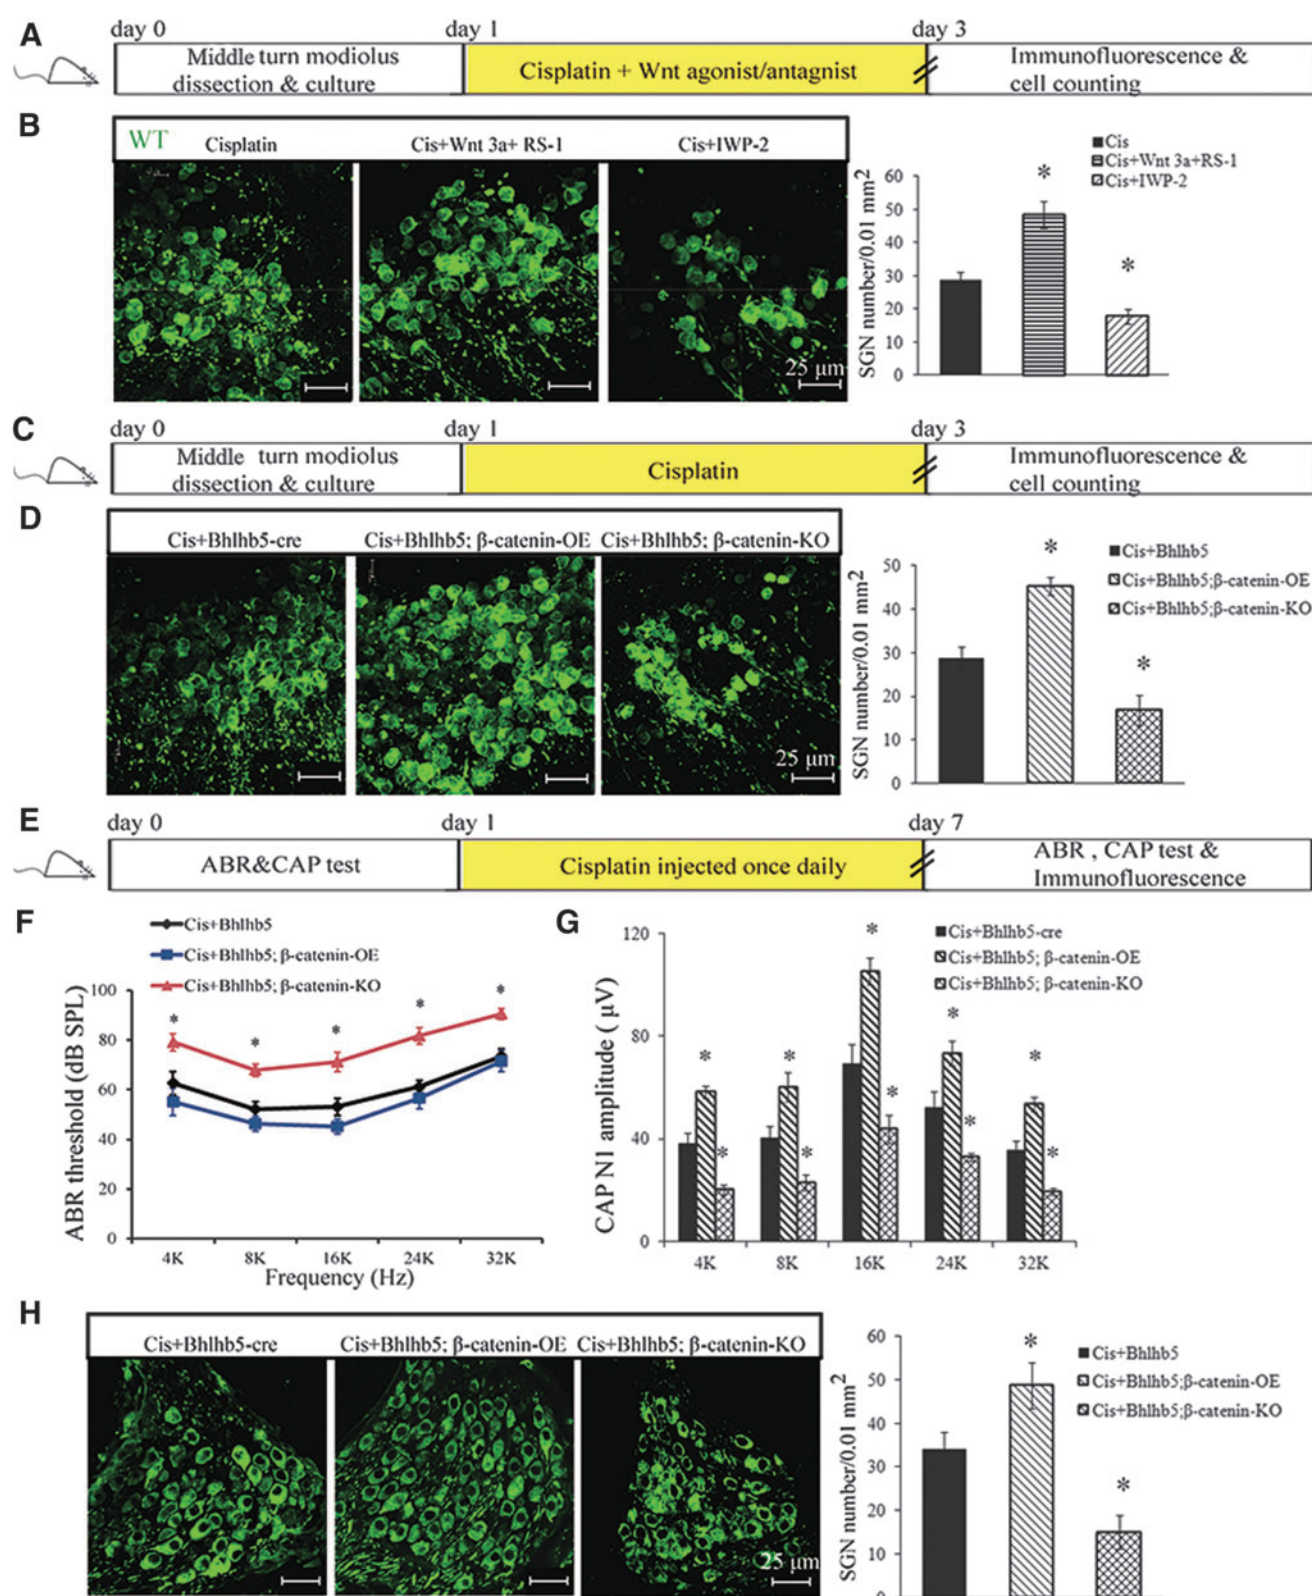 A
day 0
day 1
day 3
Middle turn modiolus
dissection & culture
Cisplatin + Wnt agonist/antagnist
Immunofluorescence &
cell counting
B
WT
Cisplatin
Cis+Wnt 3a+ RS-1
Cis+IWP-2
25 µm
Cis
Cis+Wnt 3a+RS-1
Cis+IWP-2
SGN number/0.01 mm2
60
50
40
30
20
10
0
*
*
C
day 0
day 1
day 3
Middle turn modiolus
dissection & culture
Cisplatin
Immunofluorescence &
cell counting
D
Cis+Bhlhb5-cre
Cis+Bhlhb5; β-catenin-OE
Cis+Bhlhb5; β-catenin-KO
25 µm
Cis+Bhlhb5
Cis+Bhlhb5;β-catenin-OE
Cis+Bhlhb5;β-catenin-KO
SGN number/0.01 mm2
50
40
30
20
10
0
*
*
E
day 0
day 1
day 7
ABR&CAP test
Cisplatin injected once daily
ABR , CAP test &
Immunofluorescence
F
Cis+Bhlhb5
Cis+Bhlhb5; β-catenin-OE
Cis+Bhlhb5; β-catenin-KO
ABR threshold (dB SPL)
100
80
60
40
20
0
* * * * *
4K 8K 16K 24K 32K
Frequency (Hz)
G
Cis+Bhlhb5-cre
Cis+Bhlhb5; β-catenin-OE
Cis+Bhlhb5; β-catenin-KO
CAP N1 amplitude ( µV)
120
80
40
0
* * * * * * * * * *
4K 8K 16K 24K 32K
H
Cis+Bhlhb5-cre
Cis+Bhlhb5; β-catenin-OE
Cis+Bhlhb5; β-catenin-KO
25 µm
Cis+Bhlhb5
Cis+Bhlhb5;β-catenin-OE
Cis+Bhlhb5;β-catenin-KO
SGN number/0.01 mm2
60
50
40
30
20
10
*
*